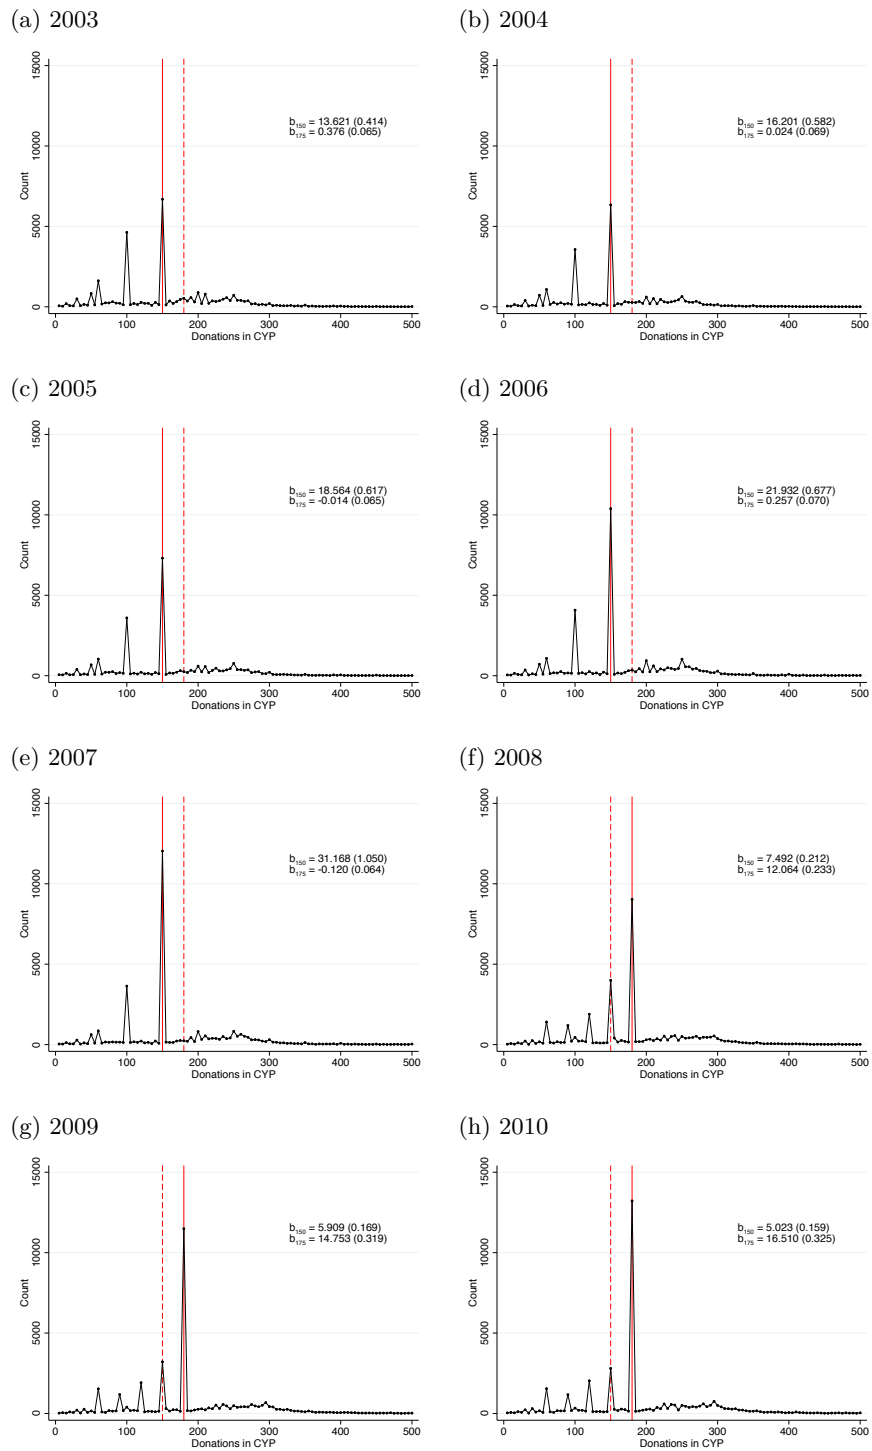 (a) 2003
15000
10000
5000
0
Count
b150 = 13.621 (0.414)
b175 = 0.376 (0.065)
0 100 200 300 400 500
Donations in CYP
(b) 2004
15000
10000
5000
0
Count
b150 = 16.201 (0.582)
b175 = 0.024 (0.069)
0 100 200 300 400 500
Donations in CYP
(c) 2005
15000
10000
5000
0
Count
b150 = 18.564 (0.617)
b175 = -0.014 (0.065)
0 100 200 300 400 500
Donations in CYP
(d) 2006
15000
10000
5000
0
Count
b150 = 21.932 (0.677)
b175 = 0.257 (0.070)
0 100 200 300 400 500
Donations in CYP
(e) 2007
15000
10000
5000
0
Count
b150 = 31.168 (1.050)
b175 = -0.120 (0.064)
0 100 200 300 400 500
Donations in CYP
(f) 2008
15000
10000
5000
0
Count
b150 = 7.492 (0.212)
b175 = 12.064 (0.233)
0 100 200 300 400 500
Donations in CYP
(g) 2009
15000
10000
5000
0
Count
b150 = 5.909 (0.169)
b175 = 14.753 (0.319)
0 100 200 300 400 500
Donations in CYP
(h) 2010
15000
10000
5000
0
Count
b150 = 5.023 (0.159)
b175 = 16.510 (0.325)
0 100 200 300 400 500
Donations in CYP